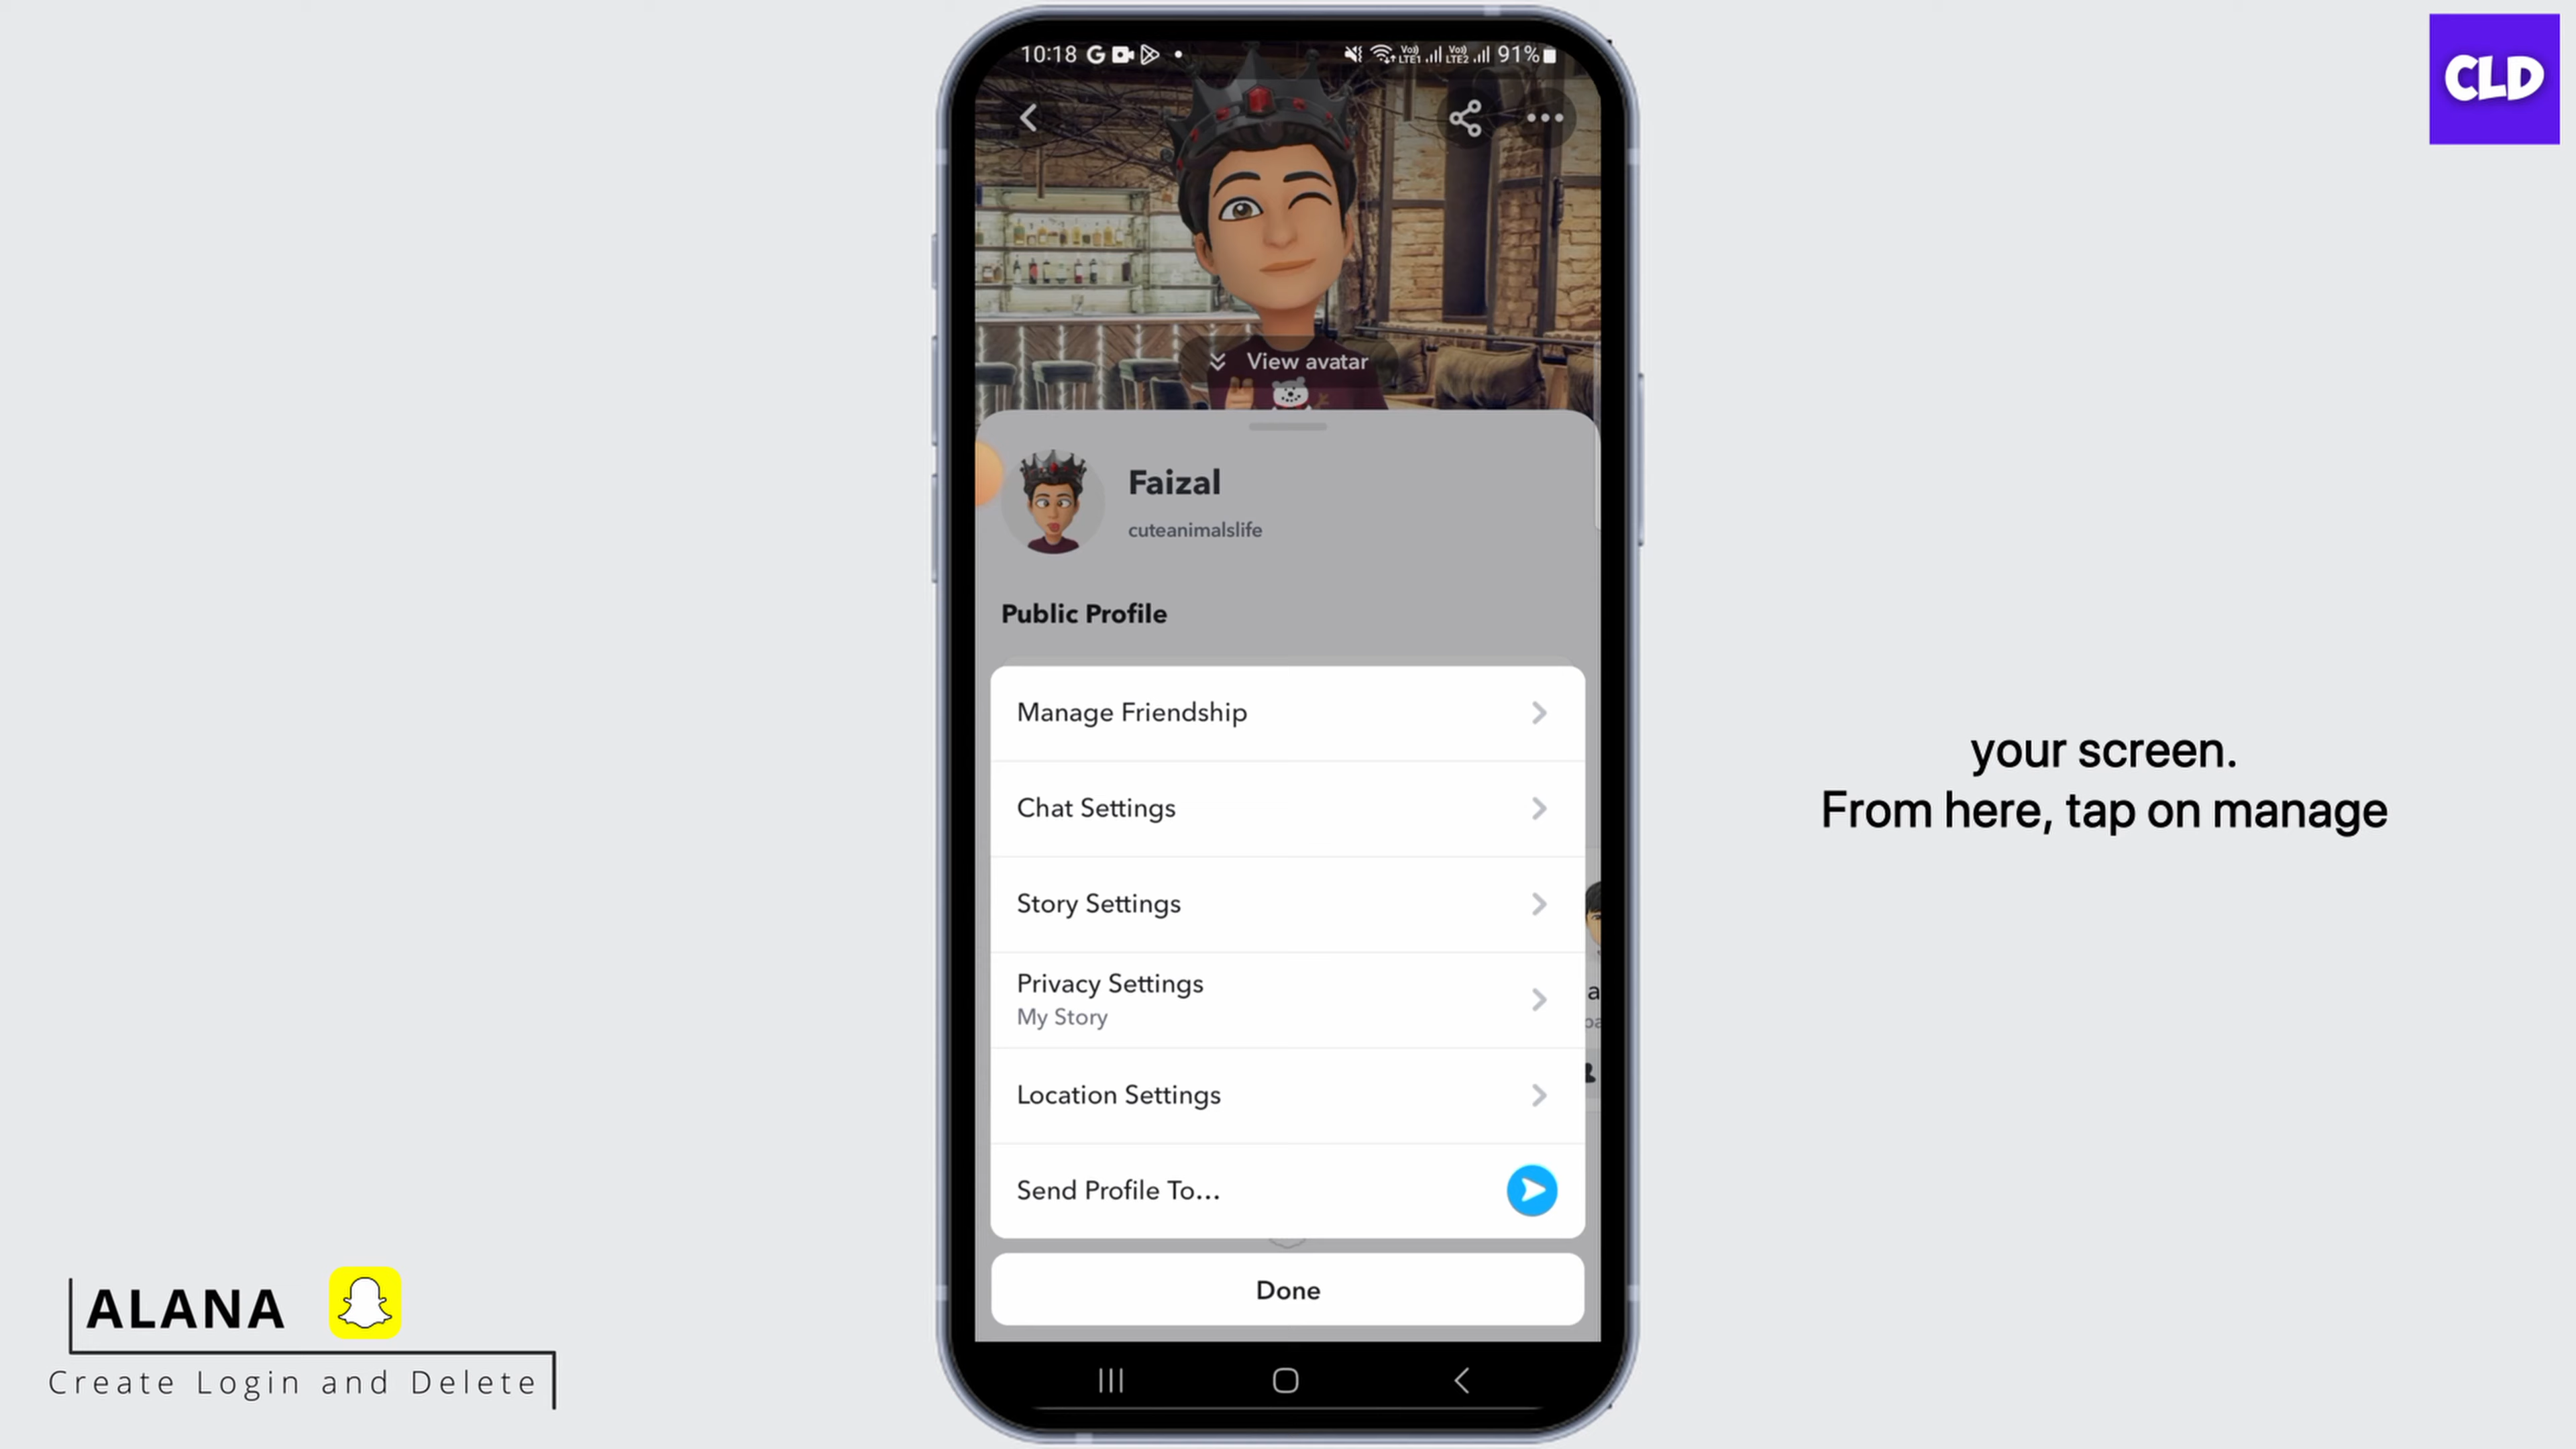 10:18
91%
CLD
View avatar
Faizal
cuteanimalslife
Public Profile
Manage Friendship
Chat Settings
Story Settings
Privacy Settings
My Story
Location Settings
Send Profile To...
Done
your screen.
From here, tap on manage
ALANA
Create Login and Delete